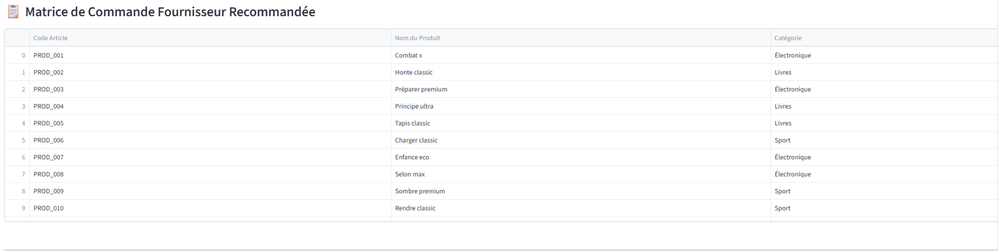 Matrice de Commande Fournisseur Recommandée
Code Article Nom du Produit Catégorie
0 PROD_001 Combat x Électronique
1 PROD_002 Honte classic Livres
2 PROD_003 Préparer premium Électronique
3 PROD_004 Principe ultra Livres
4 PROD_005 Tapis classic Livres
5 PROD_006 Charger classic Sport
6 PROD_007 Enfance eco Électronique
7 PROD_008 Selon max Électronique
8 PROD_009 Sombre premium Sport
9 PROD_010 Rendre classic Sport